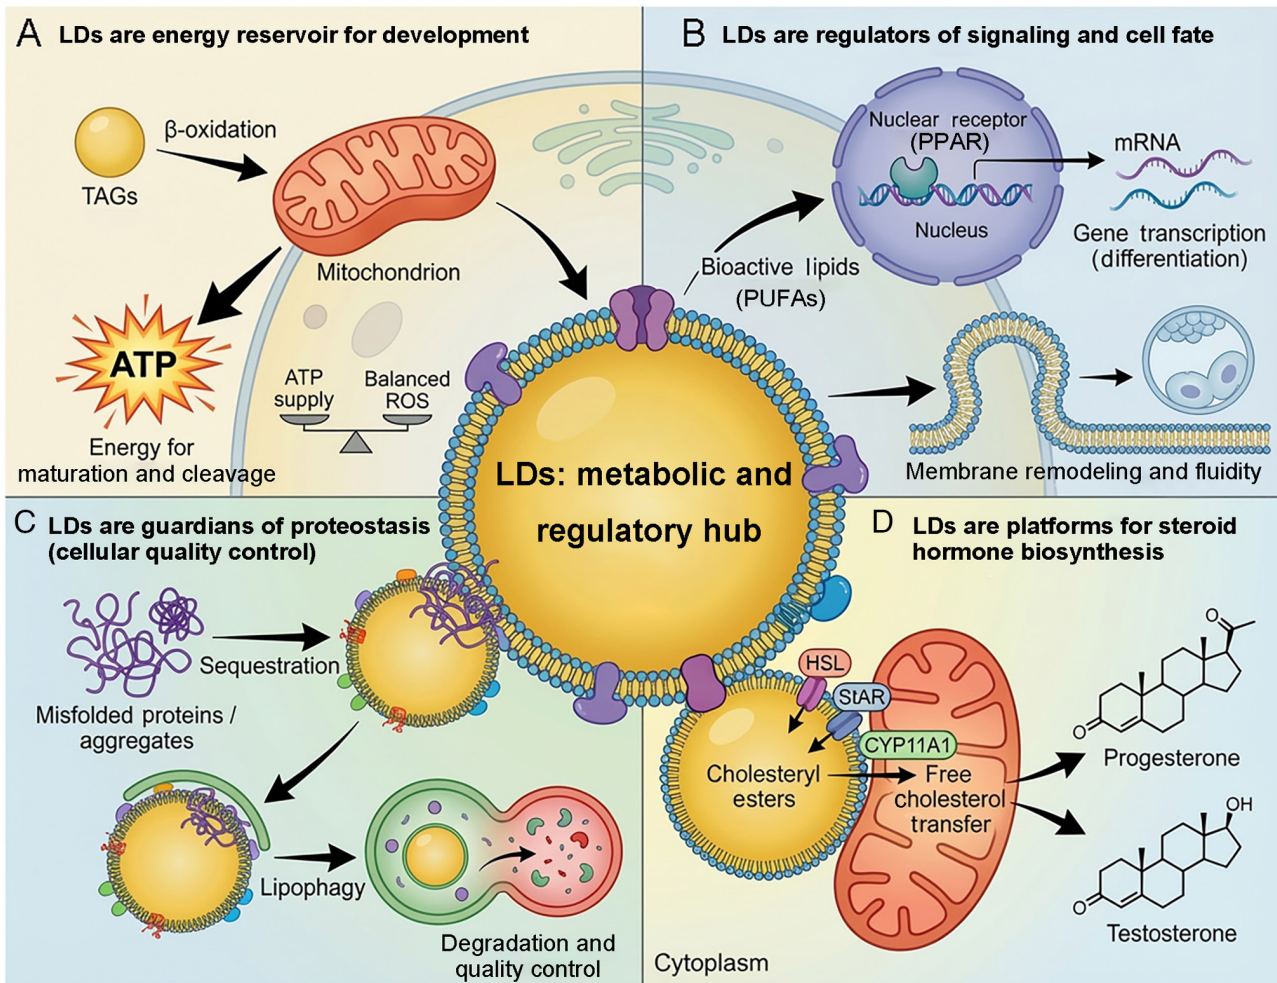 A LDs are energy reservoir for development
β-oxidation
TAGs
Mitochondrion
ATP
Energy for
maturation and cleavage
ATP
supply
Balanced
ROS
B LDs are regulators of signaling and cell fate
Nuclear receptor
(PPAR)
Nucleus
mRNA
Gene transcription
(differentiation)
Bioactive lipids
(PUFAs)
Membrane remodeling and fluidity
LDs: metabolic and
regulatory hub
C LDs are guardians of proteostasis
(cellular quality control)
Sequestration
Misfolded proteins /
aggregates
Lipophagy
Degradation and
quality control
D LDs are platforms for steroid
hormone biosynthesis
HSL
StAR
CYP11A1
Cholesteryl
esters
Free
cholesterol
transfer
O
O
Progesterone
OH
O
Testosterone
Cytoplasm